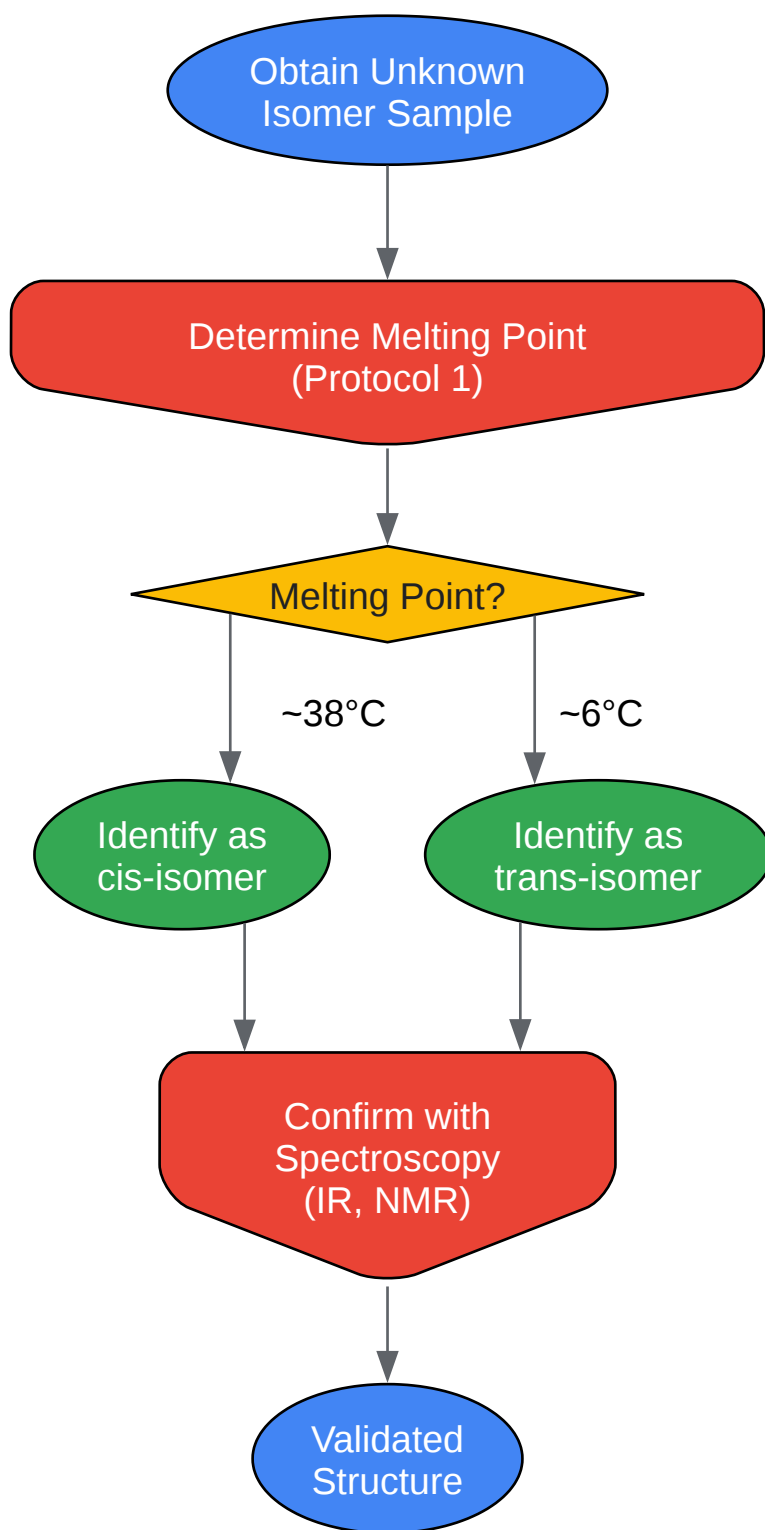 Obtain Unknown
Isomer Sample
Determine Melting Point
(Protocol 1)
Melting Point?
~38°C
~6°C
Identify as
cis-isomer
Identify as
trans-isomer
Confirm with
Spectroscopy
(IR, NMR)
Validated
Structure